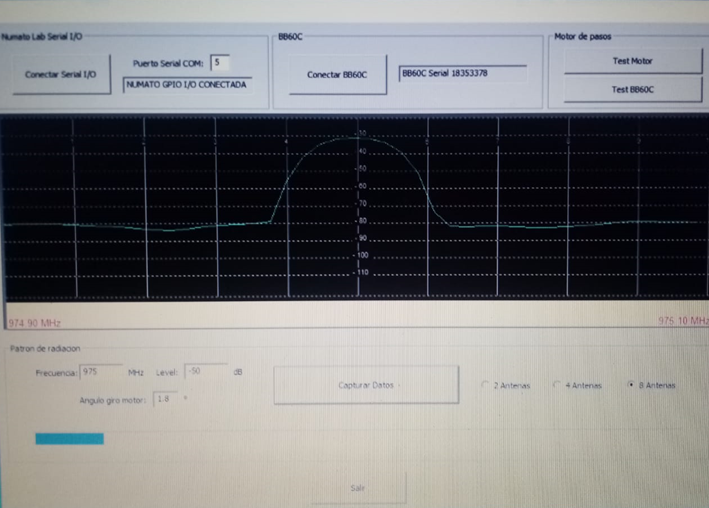 Numato Lab Serial I/O
BB60C
Motor de pasos
Conectar Serial I/O
Puerto Serial COM: 5
NUMATO GPIO I/O CONECTADA
Conectar BB60C
BB60C Serial 18353378
Test Motor
Test BB60C
-30
-40
-50
-60
-70
-80
-90
-100
-110
974.90 MHz
975.10 MHz
Patron de radiacion
Frecuencia: 975 MHz Level: -50 dB
Angulo giro motor: 1.8 °
Capturar Datos
2 Antenas
4 Antenas
8 Antenas
Salir